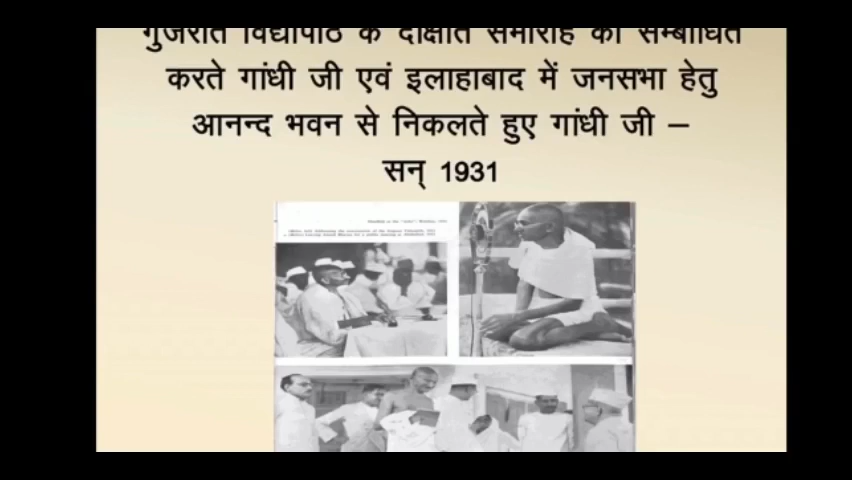 गुजरात विद्यापीठ के दीक्षांत समारोह को सम्बोधित
करते गांधी जी एवं इलाहाबाद में जनसभा हेतु
आनन्द भवन से निकलते हुए गांधी जी –
सन् 1931